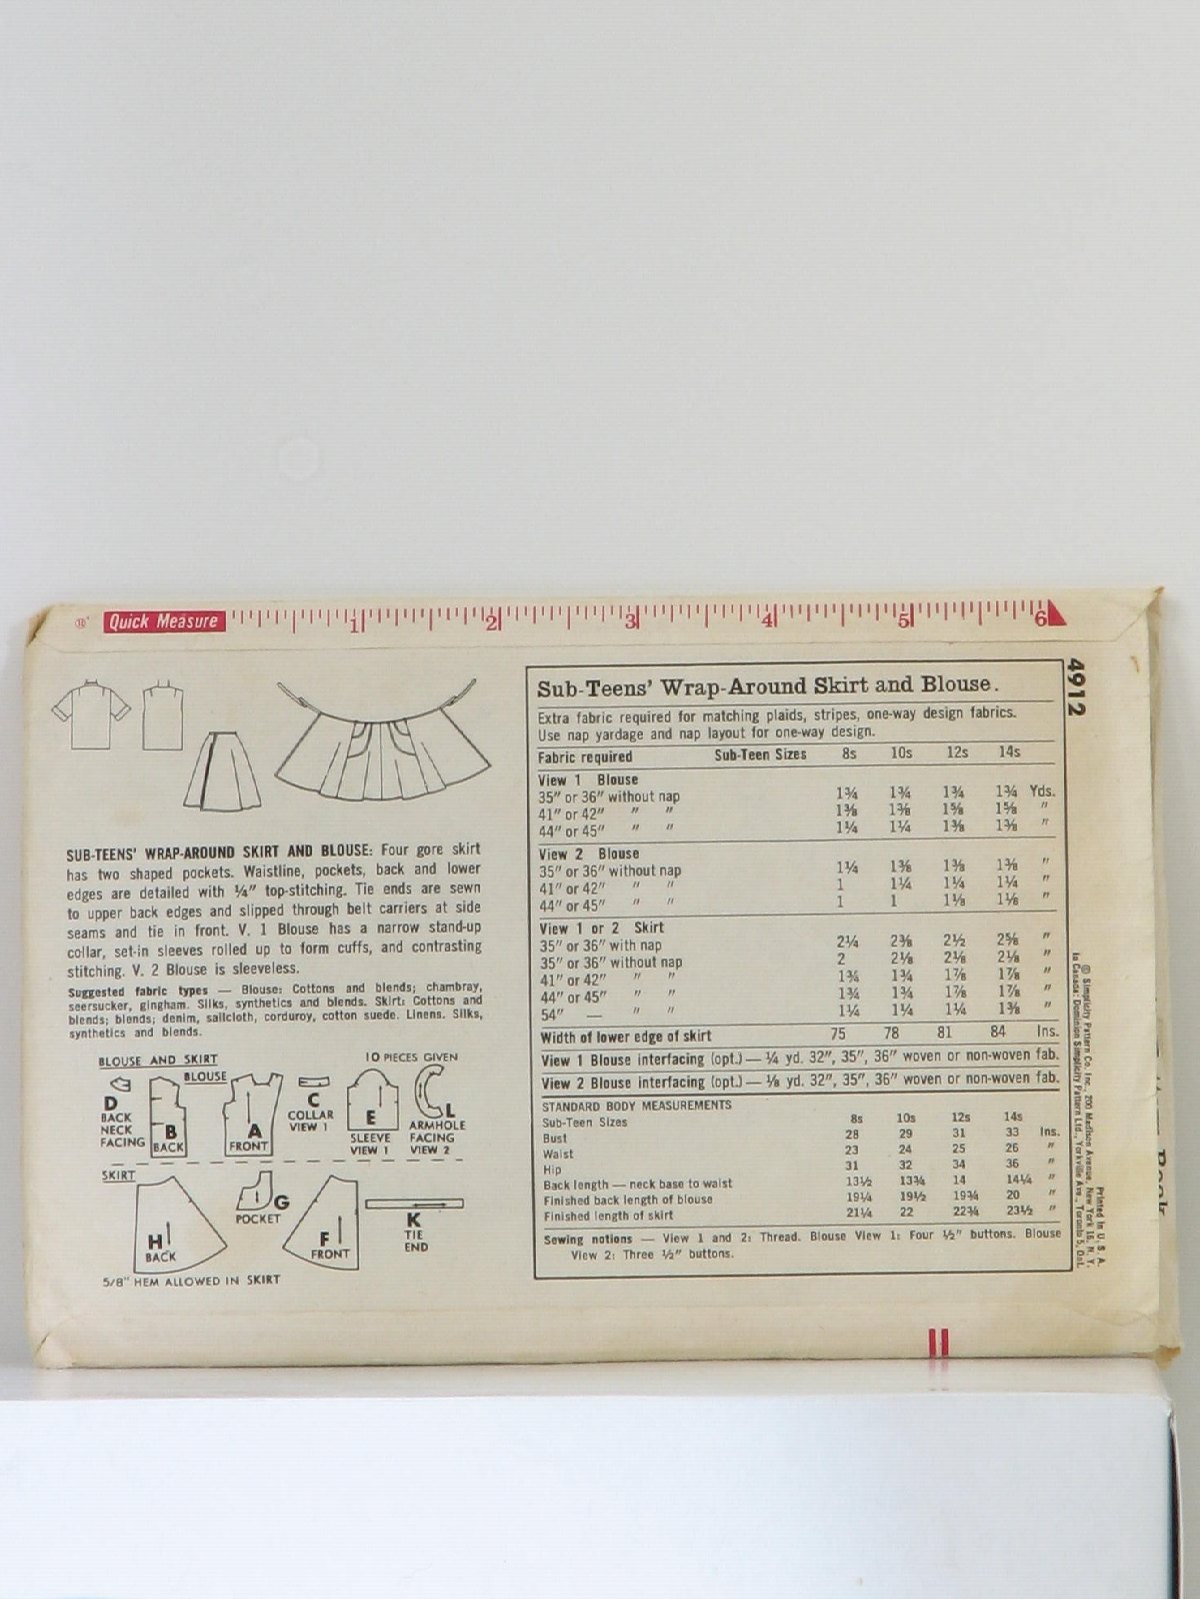 Quick Measure 1 2 3 4 5 6
SUB-TEENS' WRAP-AROUND SKIRT AND BLOUSE: Four gore skirt
has two shaped pockets. Waistline, pockets, back and lower
edges are detailed with ¼" top-stitching. Tie ends are sewn
to upper back edges and slipped through belt carriers at side
seams and tie in front. V. 1 Blouse has a narrow stand-up
collar, set-in sleeves rolled up to form cuffs, and contrasting
stitching. V. 2 Blouse is sleeveless.
Suggested fabric types — Blouse: Cottons and blends; chambray,
seersucker, gingham. Silks, synthetics and blends. Skirt: Cottons and
blends; blends; denim, sailcloth, corduroy, cotton suede. Linens. Silks,
synthetics and blends.
BLOUSE AND SKIRT 10 PIECES GIVEN
BLOUSE
D
BACK
NECK
FACING
B
BACK
A
FRONT
C
COLLAR
VIEW 1
E
SLEEVE
VIEW 1
L
ARMHOLE
FACING
VIEW 2
SKIRT
H
BACK
G
POCKET
F
FRONT
K
TIE
END
5/8" HEM ALLOWED IN SKIRT
Sub-Teens' Wrap-Around Skirt and Blouse.
Extra fabric required for matching plaids, stripes, one-way design fabrics.
Use nap yardage and nap layout for one-way design.
Fabric required Sub-Teen Sizes 8s 10s 12s 14s
View 1 Blouse
35" or 36" without nap 1¾ 1¾ 1¾ 1¾ Yds.
41" or 42" " " 1⅜ 1⅜ 1⅝ 1⅝ "
44" or 45" " " 1¼ 1¼ 1⅜ 1⅜ "
View 2 Blouse
35" or 36" without nap 1¼ 1⅜ 1⅜ 1⅜ "
41" or 42" " " 1 1¼ 1¼ 1¼ "
44" or 45" " " 1 1 1⅛ 1⅛ "
View 1 or 2 Skirt
35" or 36" with nap 2¼ 2⅜ 2½ 2⅝ "
35" or 36" without nap 2 2⅛ 2⅛ 2⅛ "
41" or 42" " " 1¾ 1¾ 1⅞ 1⅞ "
44" or 45" " " 1¾ 1¾ 1⅞ 1⅞ "
54" — " " 1¼ 1¼ 1¼ 1⅜ "
Width of lower edge of skirt 75 78 81 84 Ins.
View 1 Blouse interfacing (opt.) — ¼ yd. 32", 35", 36" woven or non-woven fab.
View 2 Blouse interfacing (opt.) — ⅛ yd. 32", 35", 36" woven or non-woven fab.
STANDARD BODY MEASUREMENTS
Sub-Teen Sizes 8s 10s 12s 14s
Bust 28 29 31 33 Ins.
Waist 23 24 25 26 "
Hip 31 32 34 36 "
Back length — neck base to waist 13½ 13¾ 14 14¼ "
Finished back length of blouse 19¼ 19½ 19¾ 20 "
Finished length of skirt 21¼ 22 22¾ 23½ "
Sewing notions — View 1 and 2: Thread. Blouse View 1: Four ½" buttons. Blouse
View 2: Three ½" buttons.
4912
© Simplicity Pattern Co. Inc., 200 Madison Avenue, New York 16, N. Y.
In Canada: Dominion Simplicity Pattern Ltd., Yorkville Ave., Toronto 5, Ont.
Printed in U. S. A.